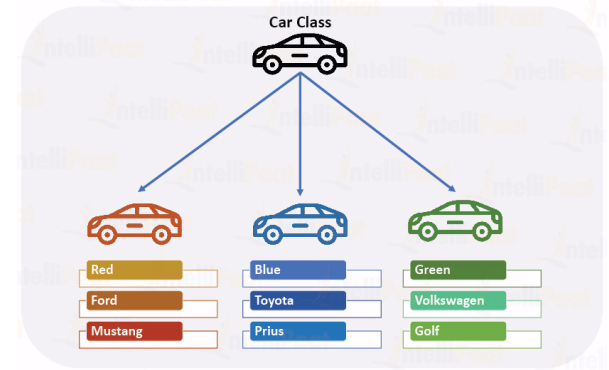 Car Class
Red
Blue
Green
Ford
Toyota
Volkswagen
Mustang
Prius
Golf